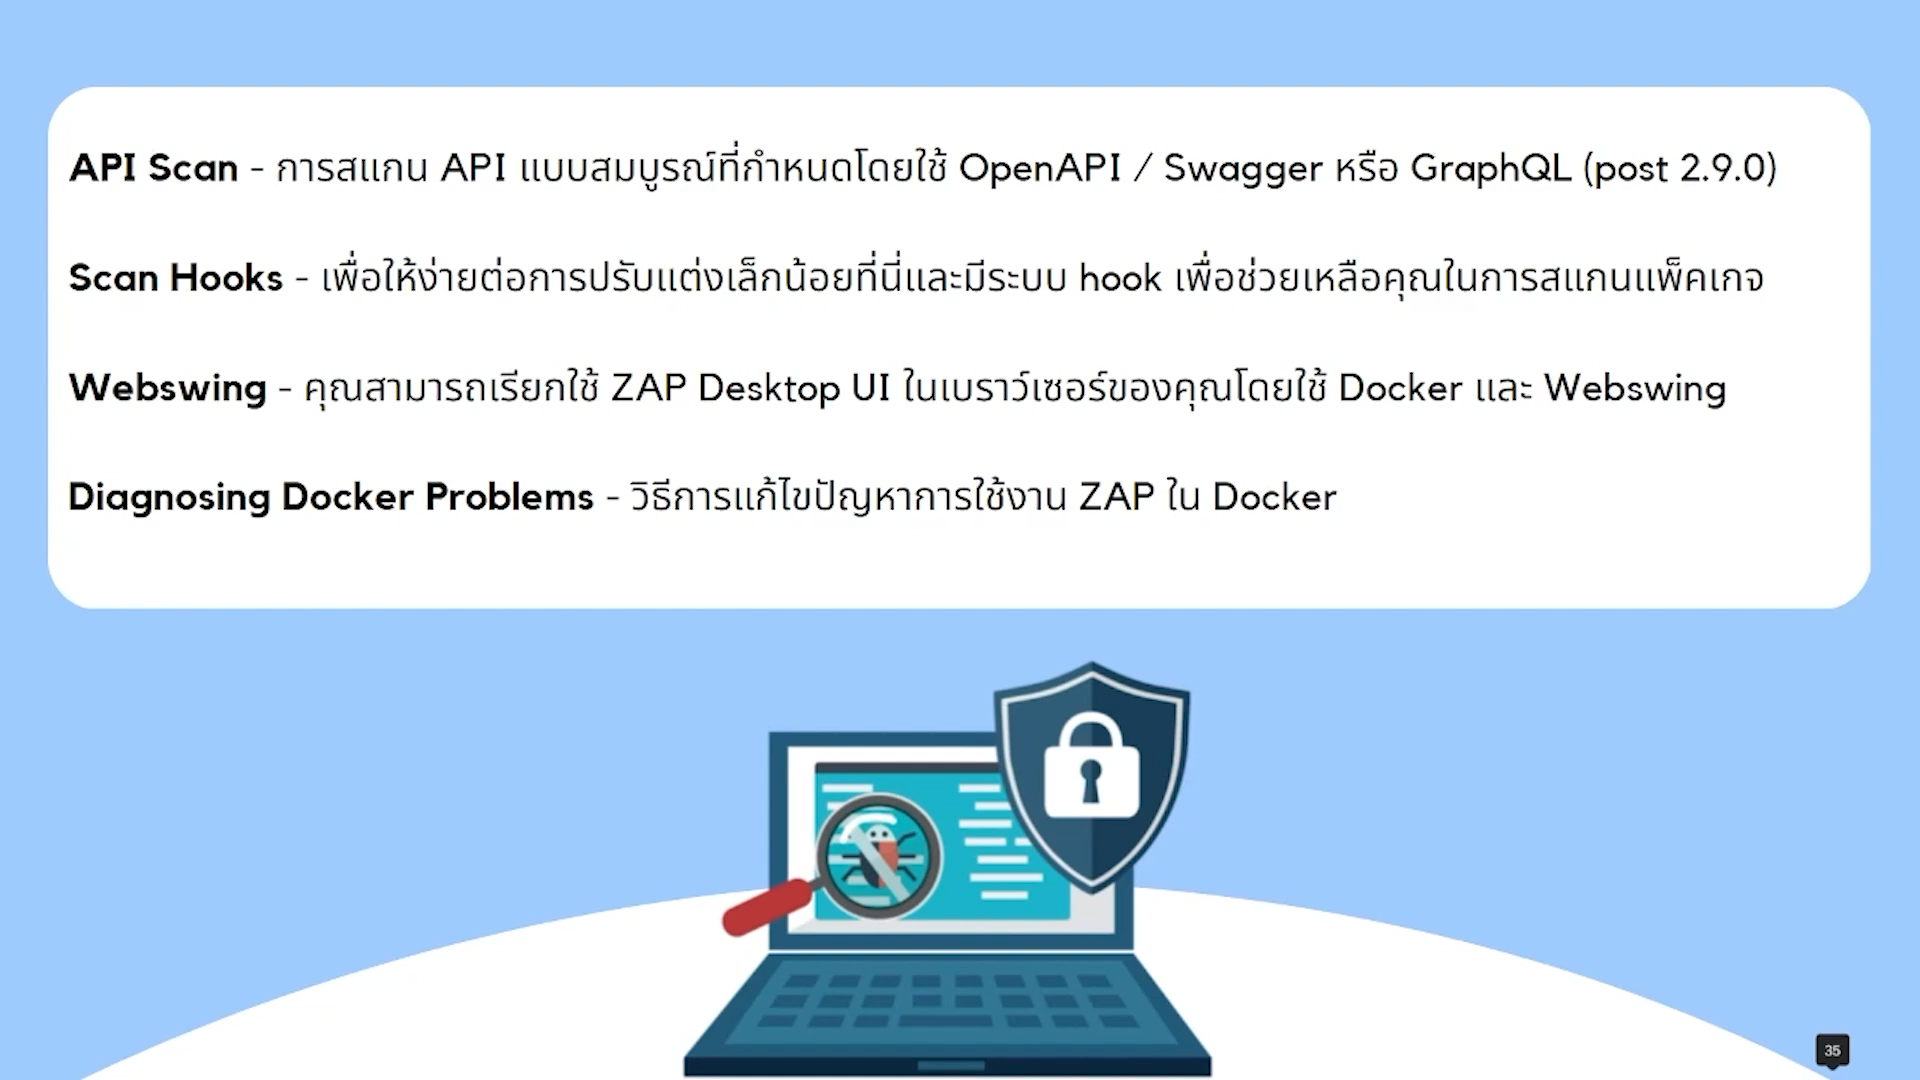 API Scan - การสแกน API แบบสมบูรณ์ที่กำหนดโดยใช้ OpenAPI / Swagger หรือ GraphQL (post 2.9.0)
Scan Hooks - เพื่อให้ง่ายต่อการปรับแต่งเล็กน้อยที่นี่และมีระบบ hook เพื่อช่วยเหลือคุณในการสแกนแพ็คเกจ
Webswing - คุณสามารถเรียกใช้ ZAP Desktop UI ในเบราว์เซอร์ของคุณโดยใช้ Docker และ Webswing
Diagnosing Docker Problems - วิธีการแก้ไขปัญหาการใช้งาน ZAP ใน Docker
35